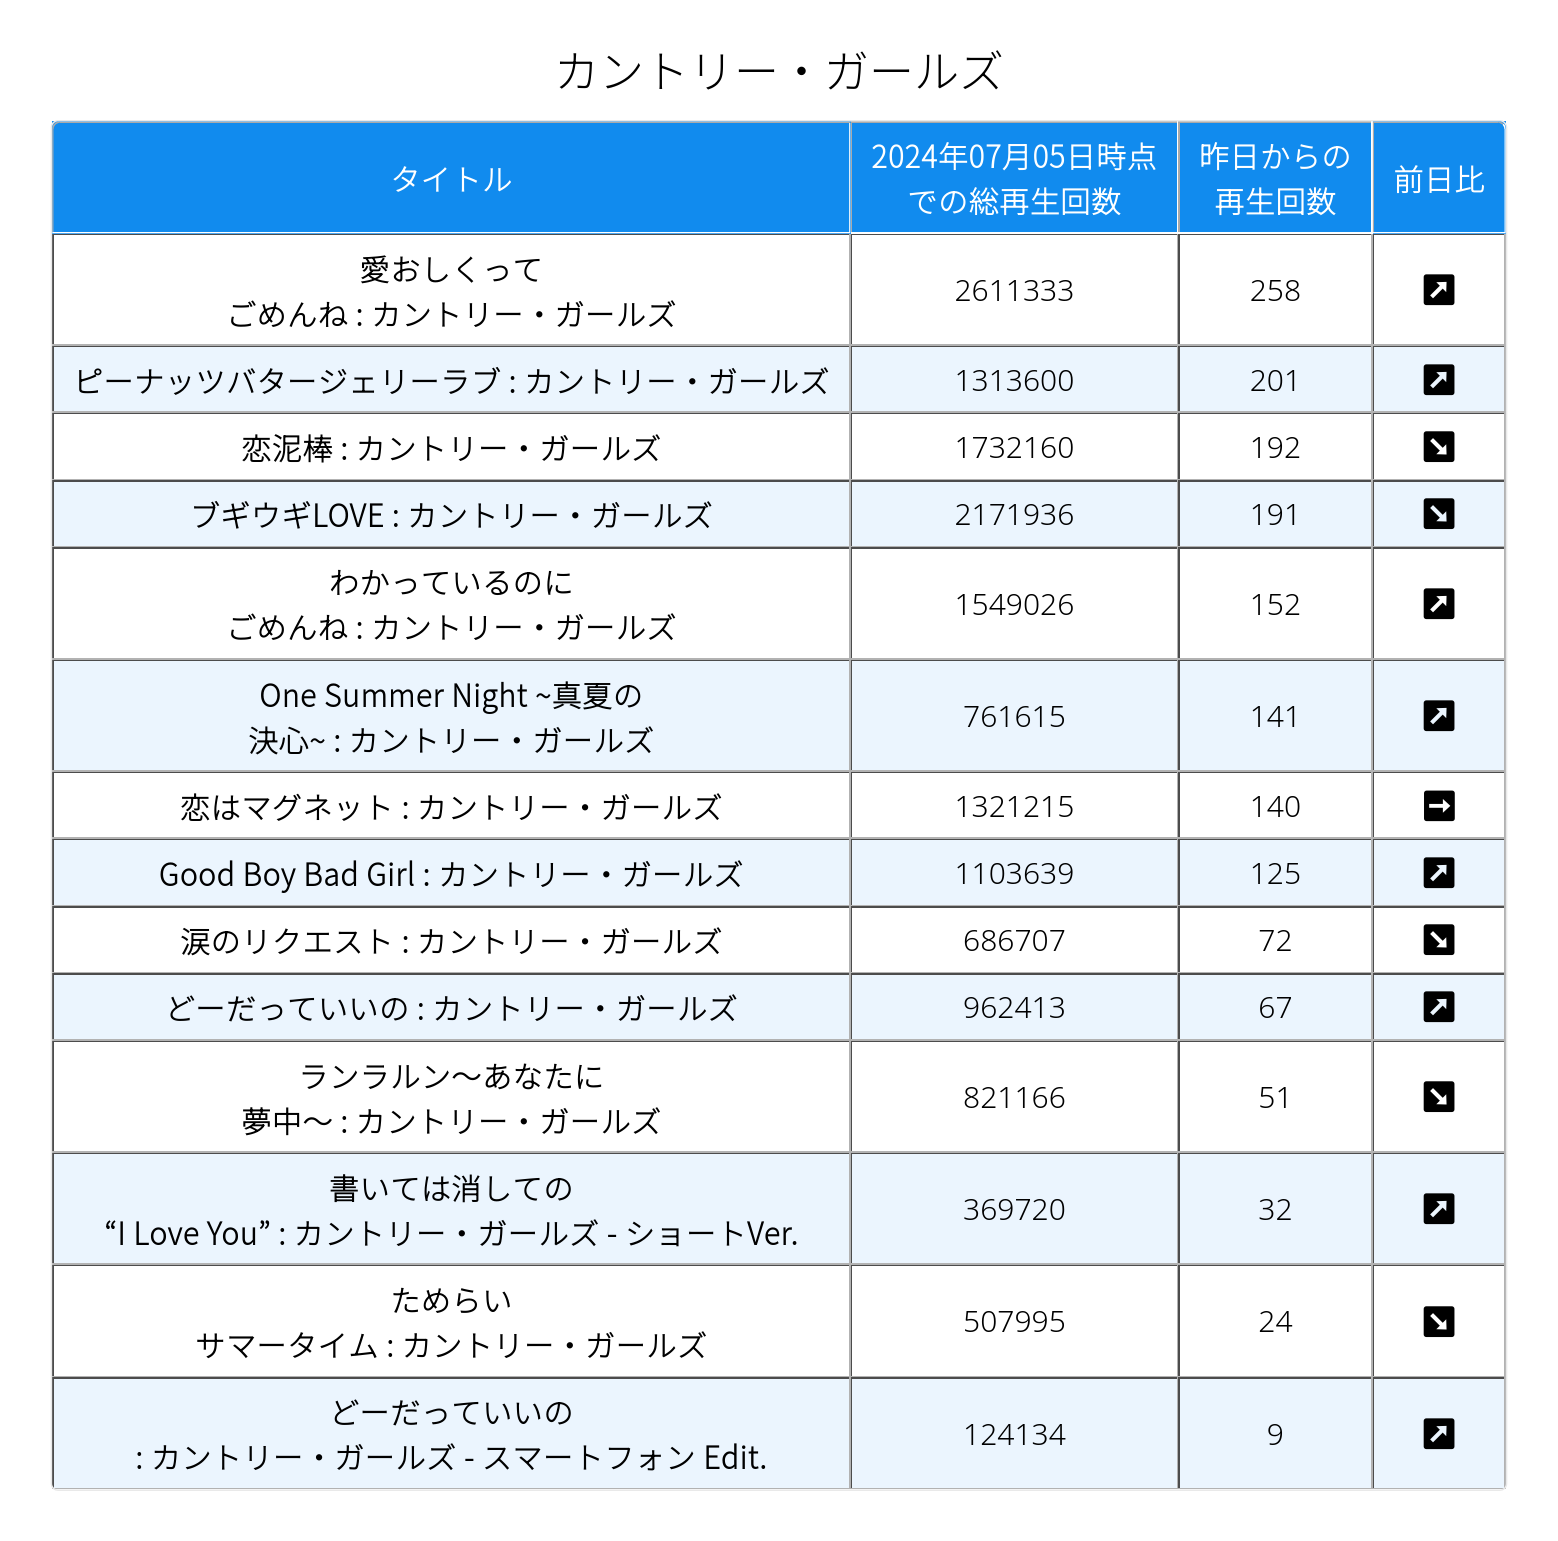 カントリー・ガールズ
タイトル
2024年07月05日時点
での総再生回数
昨日からの
再生回数
前日比
愛おしくって
ごめんね : カントリー・ガールズ
2611333
258
ピーナッツバタージェリーラブ : カントリー・ガールズ
1313600
201
恋泥棒 : カントリー・ガールズ
1732160
192
ブギウギLOVE : カントリー・ガールズ
2171936
191
わかっているのに
ごめんね : カントリー・ガールズ
1549026
152
One Summer Night ~真夏の
決心~ : カントリー・ガールズ
761615
141
恋はマグネット : カントリー・ガールズ
1321215
140
Good Boy Bad Girl : カントリー・ガールズ
1103639
125
涙のリクエスト : カントリー・ガールズ
686707
72
どーだっていいの : カントリー・ガールズ
962413
67
ランラルン～あなたに
夢中～ : カントリー・ガールズ
821166
51
書いては消しての
“I Love You” : カントリー・ガールズ - ショートVer.
369720
32
ためらい
サマータイム : カントリー・ガールズ
507995
24
どーだっていいの
: カントリー・ガールズ - スマートフォン Edit.
124134
9